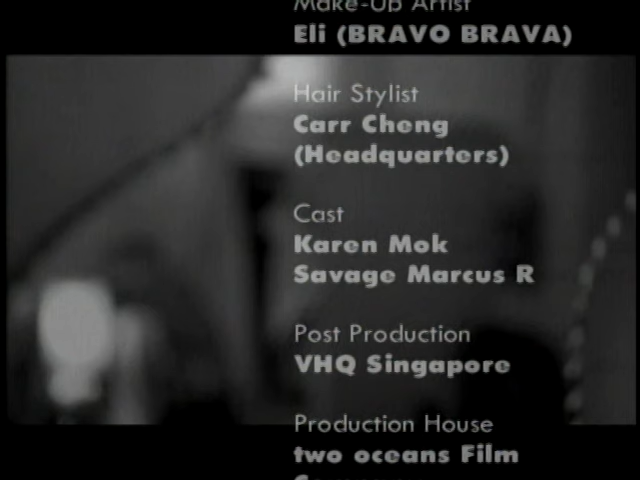 Make-Up Artist
Eli (BRAVO BRAVA)
Hair Stylist
Carr Cheng
(Headquarters)
Cast
Karen Mok
Savage Marcus R
Post Production
VHQ Singapore
Production House
two oceans Film